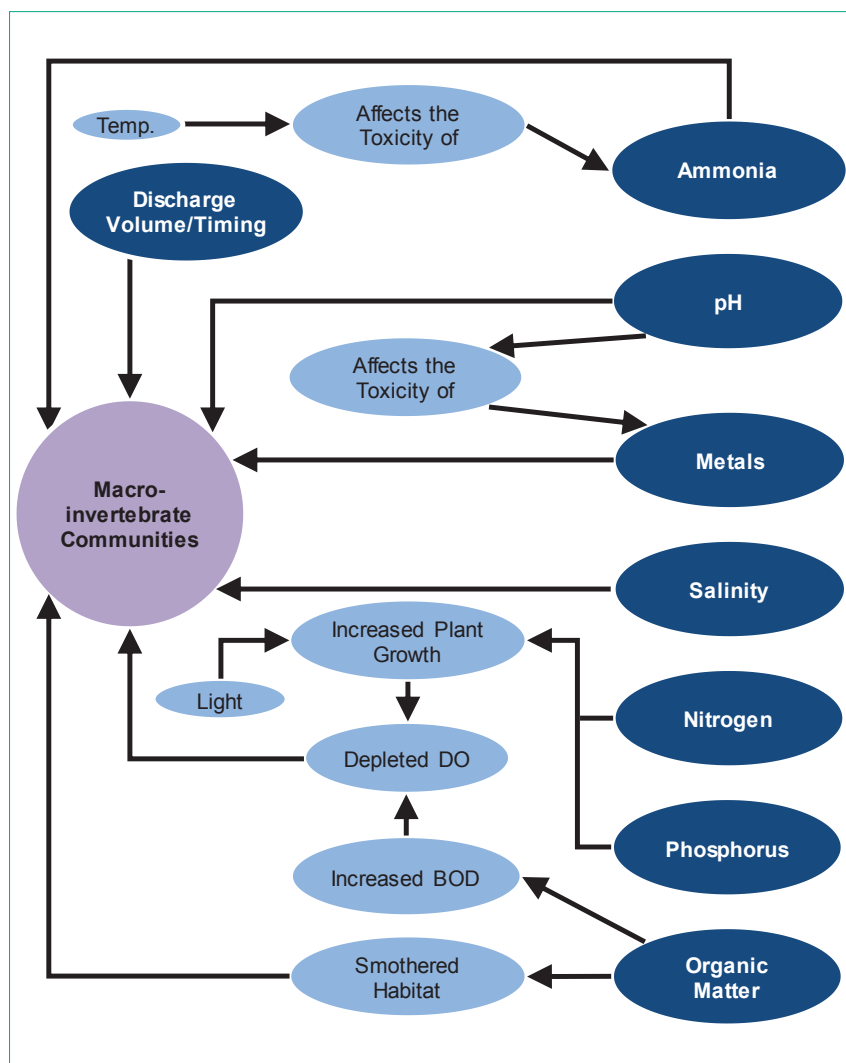 Temp.
Affects the
Toxicity of
Ammonia
Discharge
Volume/Timing
pH
Affects the
Toxicity of
Metals
Macro-
invertebrate
Communities
Salinity
Increased Plant
Growth
Light
Nitrogen
Depleted DO
Phosphorus
Increased BOD
Smothered
Habitat
Organic
Matter